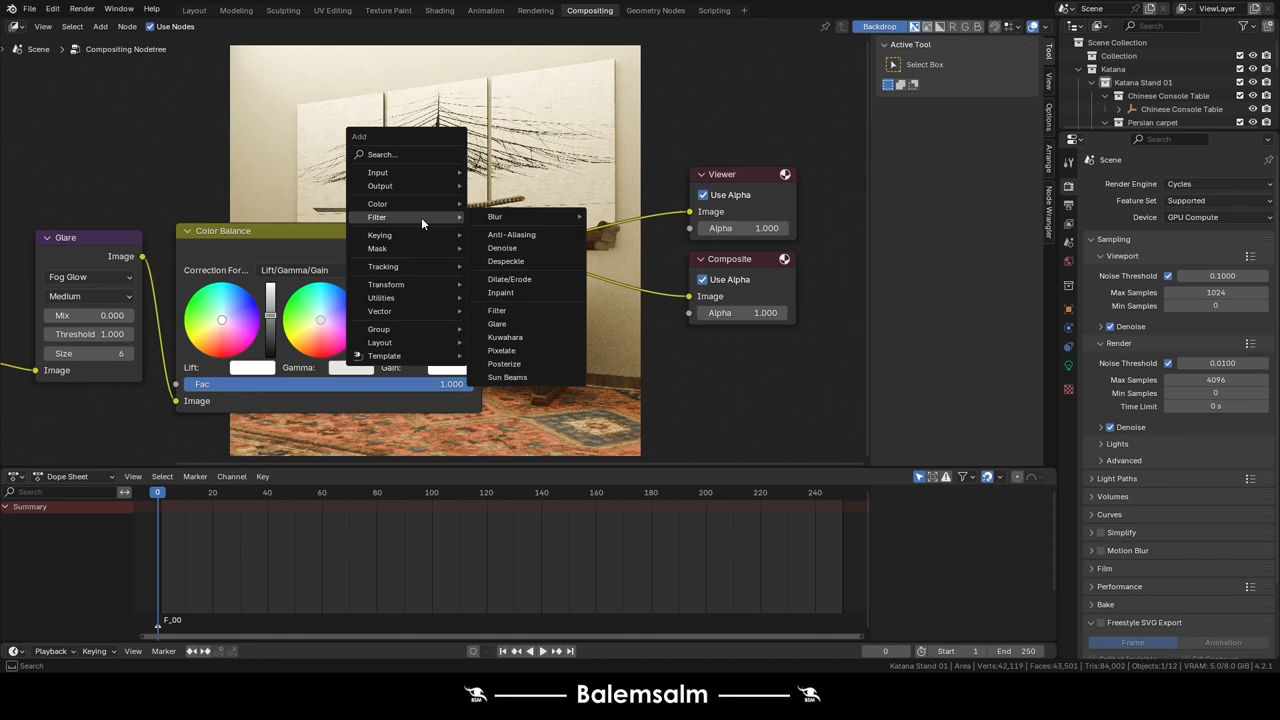 File Edit Render Window Help Layout Modeling Sculpting UV Editing Texture Paint Shading Animation Rendering Compositing Geometry Nodes Scripting + Scene ViewLayer
View Select Add Node Use Nodes Backdrop R G B Search
Scene > Compositing Nodetree
Active Tool
Select Box
Tool
View
Options
Arrange
Node Wrangler
Scene Collection
Collection
Katana
Katana Stand 01
Chinese Console Table
Chinese Console Table
Persian carpet
Search
Scene
Render Engine Cycles
Feature Set Supported
Device GPU Compute
Sampling
Viewport
Noise Threshold 0.1000
Max Samples 1024
Min Samples 0
Denoise
Render
Noise Threshold 0.0100
Max Samples 4096
Min Samples 0
Time Limit 0 s
Denoise
Lights
Advanced
Light Paths
Volumes
Curves
Simplify
Motion Blur
Film
Performance
Bake
Freestyle SVG Export
Frame Animation
Glare
Image
Fog Glow
Medium
Mix 0.000
Threshold 1.000
Size 6
Image
Color Balance
Correction For... Lift/Gamma/Gain
Lift: Gamma: Gain:
Fac 1.000
Image
Add
Search...
Input
Output
Color
Filter
Keying
Mask
Tracking
Transform
Utilities
Vector
Group
Layout
Template
Blur
Anti-Aliasing
Denoise
Despeckle
Dilate/Erode
Inpaint
Filter
Glare
Kuwahara
Pixelate
Posterize
Sun Beams
Viewer
Use Alpha
Image
Alpha 1.000
Composite
Use Alpha
Image
Alpha 1.000
Dope Sheet View Select Marker Channel Key
Search 0 20 40 60 80 100 120 140 160 180 200 220 240
Summary
F_00
Playback Keying View Marker 0 Start 1 End 250
Search Katana Stand 01 | Area | Verts:42,119 | Faces:43,501 | Tris:84,002 | Objects:1/12 | VRAM: 5.0/8.0 GiB | 4.2.1
BSM Balemsalm BSM